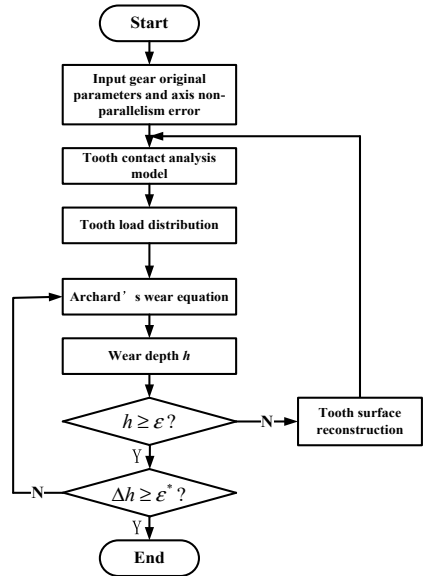 Start
Input gear original
parameters and axis non-
parallelism error
Tooth contact analysis
model
Tooth load distribution
Archard's wear equation
Wear depth h
h ≥ ε ?
N
Tooth surface
reconstruction
Y
Δh ≥ ε* ?
N
Y
End